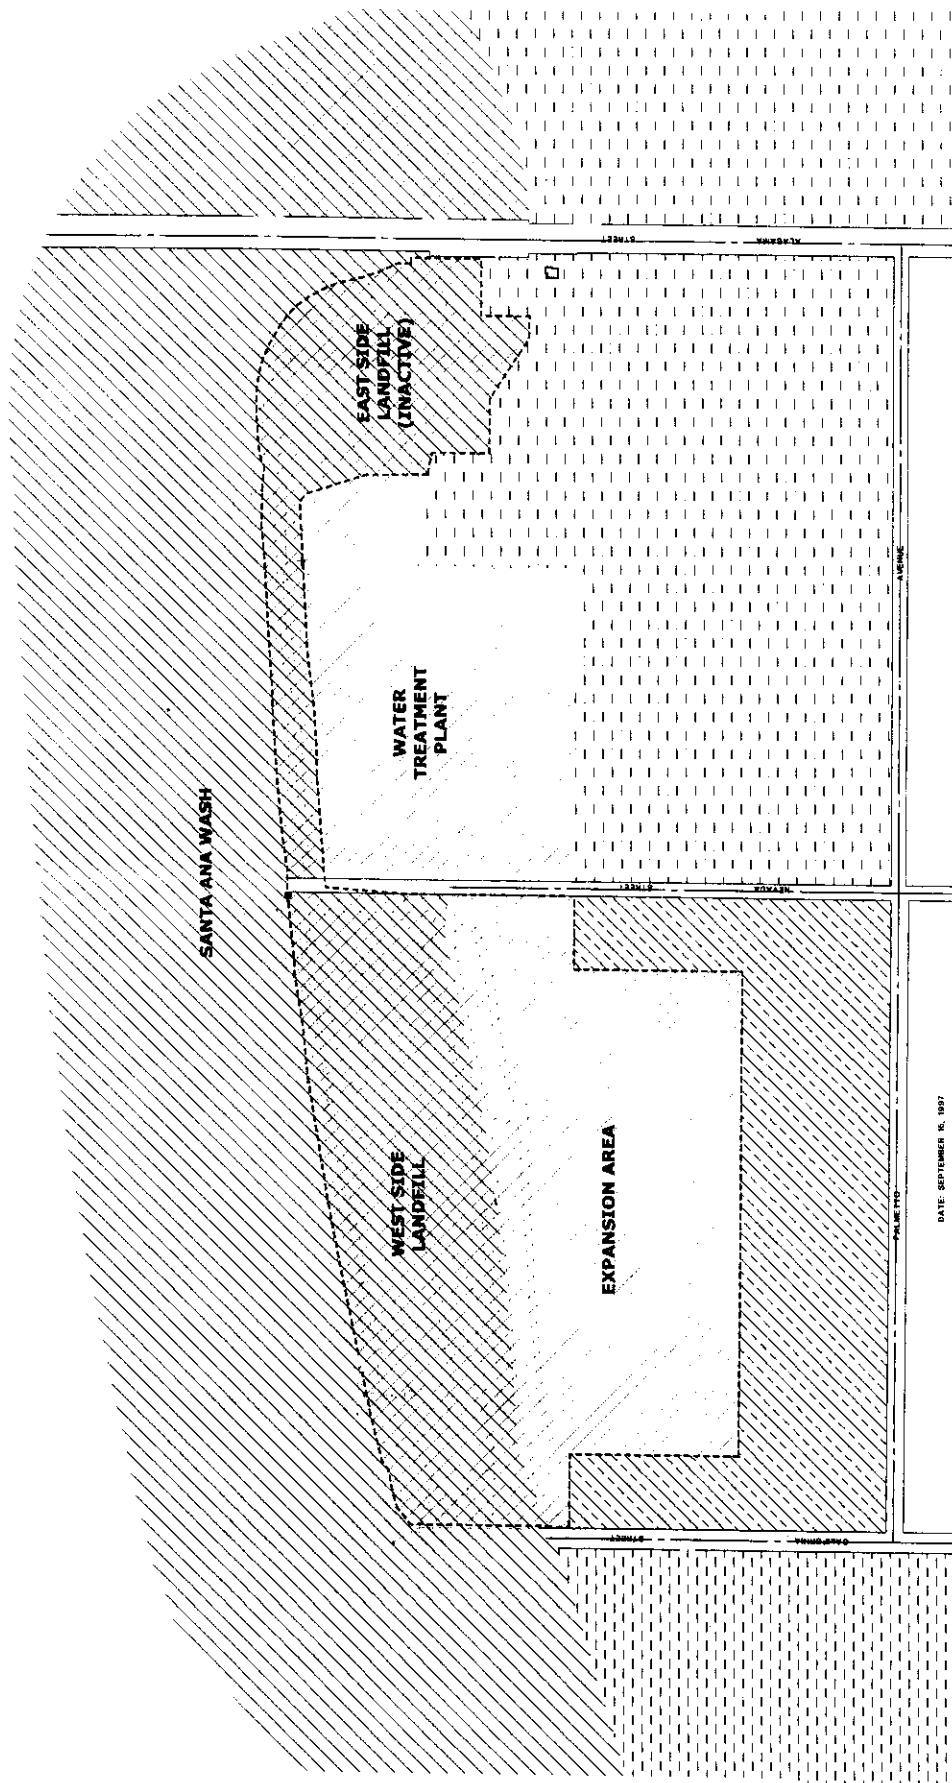 SANTA ANA WASH
EAST SIDE
LANDFILL
(INACTIVE)
WATER
TREATMENT
PLANT
WEST SIDE
LANDFILL
EXPANSION AREA
ALABAMA
STREET
NEVADA
STREET
CALIFORNIA
STREET
PALMETTO
AVENUE
DATE: SEPTEMBER 16, 1997